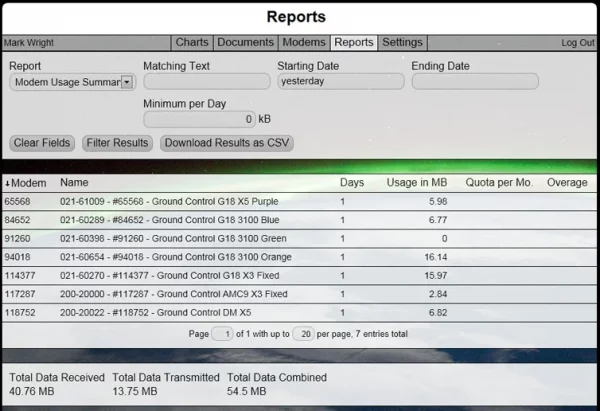 Reports
Mark Wright Charts Documents Modems Reports Settings Log Out
Report Matching Text Starting Date Ending Date
Modem Usage Summar yesterday
Minimum per Day
0 kB
Clear Fields Filter Results Download Results as CSV
↓Modem Name Days Usage in MB Quota per Mo. Overage
65568 021-61009 - #65568 - Ground Control G18 X5 Purple 1 5.98
84652 021-60289 - #84652 - Ground Control G18 3100 Blue 1 6.77
91260 021-60398 - #91260 - Ground Control G18 3100 Green 1 0
94018 021-60654 - #94018 - Ground Control G18 3100 Orange 1 16.14
114377 021-60270 - #114377 - Ground Control G18 X3 Fixed 1 15.97
117287 200-20000 - #117287 - Ground Control AMC9 X3 Fixed 1 2.84
118752 200-20022 - #118752 - Ground Control DM X5 1 6.82
Page 1 of 1 with up to 20 per page, 7 entries total
Total Data Received Total Data Transmitted Total Data Combined
40.76 MB 13.75 MB 54.5 MB